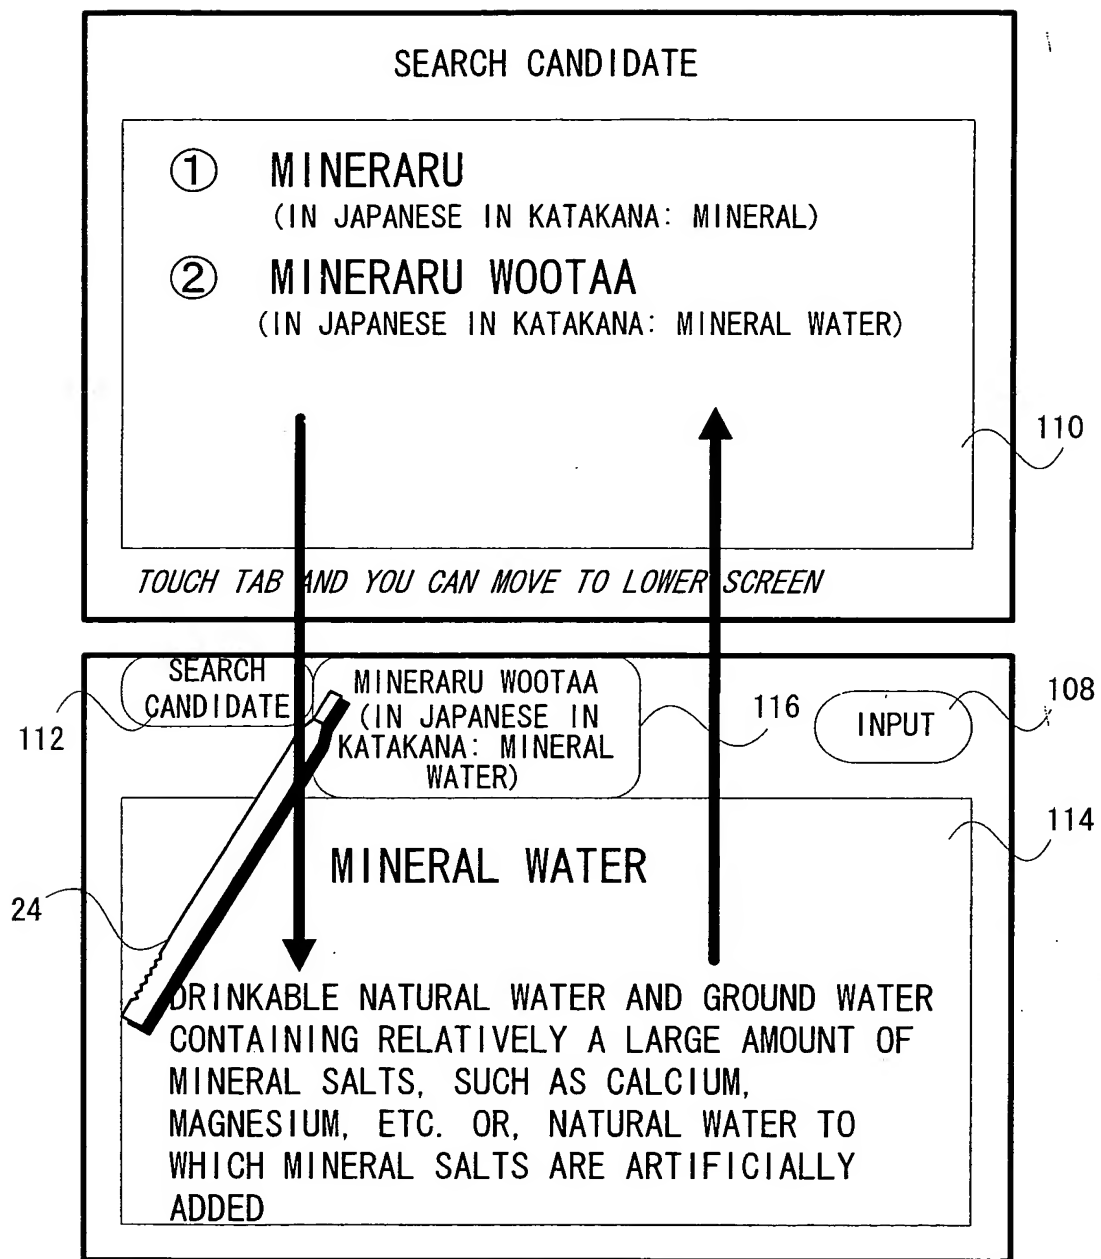 SEARCH CANDIDATE
① MINERARU
(IN JAPANESE IN KATAKANA: MINERAL)
② MINERARU WOOTAA
(IN JAPANESE IN KATAKANA: MINERAL WATER)
110
TOUCH TAB AND YOU CAN MOVE TO LOWER SCREEN
SEARCH
CANDIDATE
112
MINERARU WOOTAA
(IN JAPANESE IN
KATAKANA: MINERAL
WATER)
116
INPUT
108
114
MINERAL WATER
24
DRINKABLE NATURAL WATER AND GROUND WATER
CONTAINING RELATIVELY A LARGE AMOUNT OF
MINERAL SALTS, SUCH AS CALCIUM,
MAGNESIUM, ETC. OR, NATURAL WATER TO
WHICH MINERAL SALTS ARE ARTIFICIALLY
ADDED